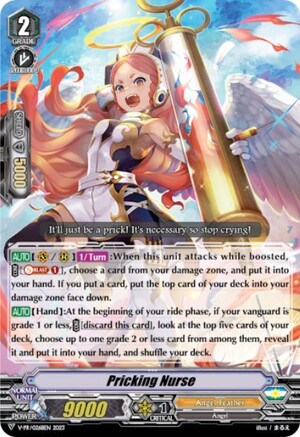 2
GRADE
INTERCEPT
SHIELD
5000
It'll just be a prick! It's necessary so stop crying!
AUTO 1/Turn :When this unit attacks while boosted,
[BLAST 1], choose a card from your damage zone, and put it into
your hand. If you put a card, put the top card of your deck into your
damage zone face down.
AUTO [Hand]:At the beginning of your ride phase, if your vanguard is
grade 1 or less, [discard this card], look at the top five cards of your
deck, choose up to one grade 2 or less card from among them, reveal
it and put it into your hand, and shuffle your deck.
NORMAL
UNIT
Pricking Nurse
POWER
9000
1
CRITICAL
Angel Feather
Angel
V-PR/0268EN 2023